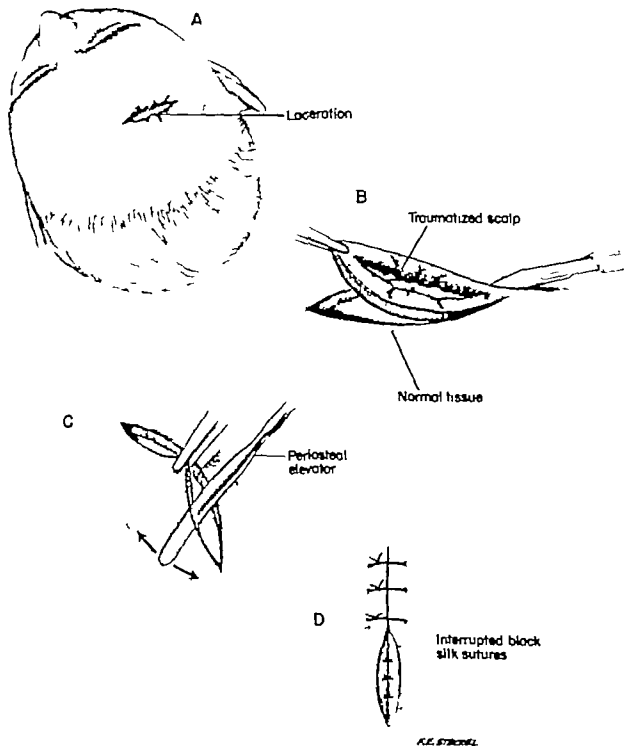 A
Laceration
B
Traumatized scalp
Normal tissue
C
Periosteal
elevator
D
Interrupted black
silk sutures